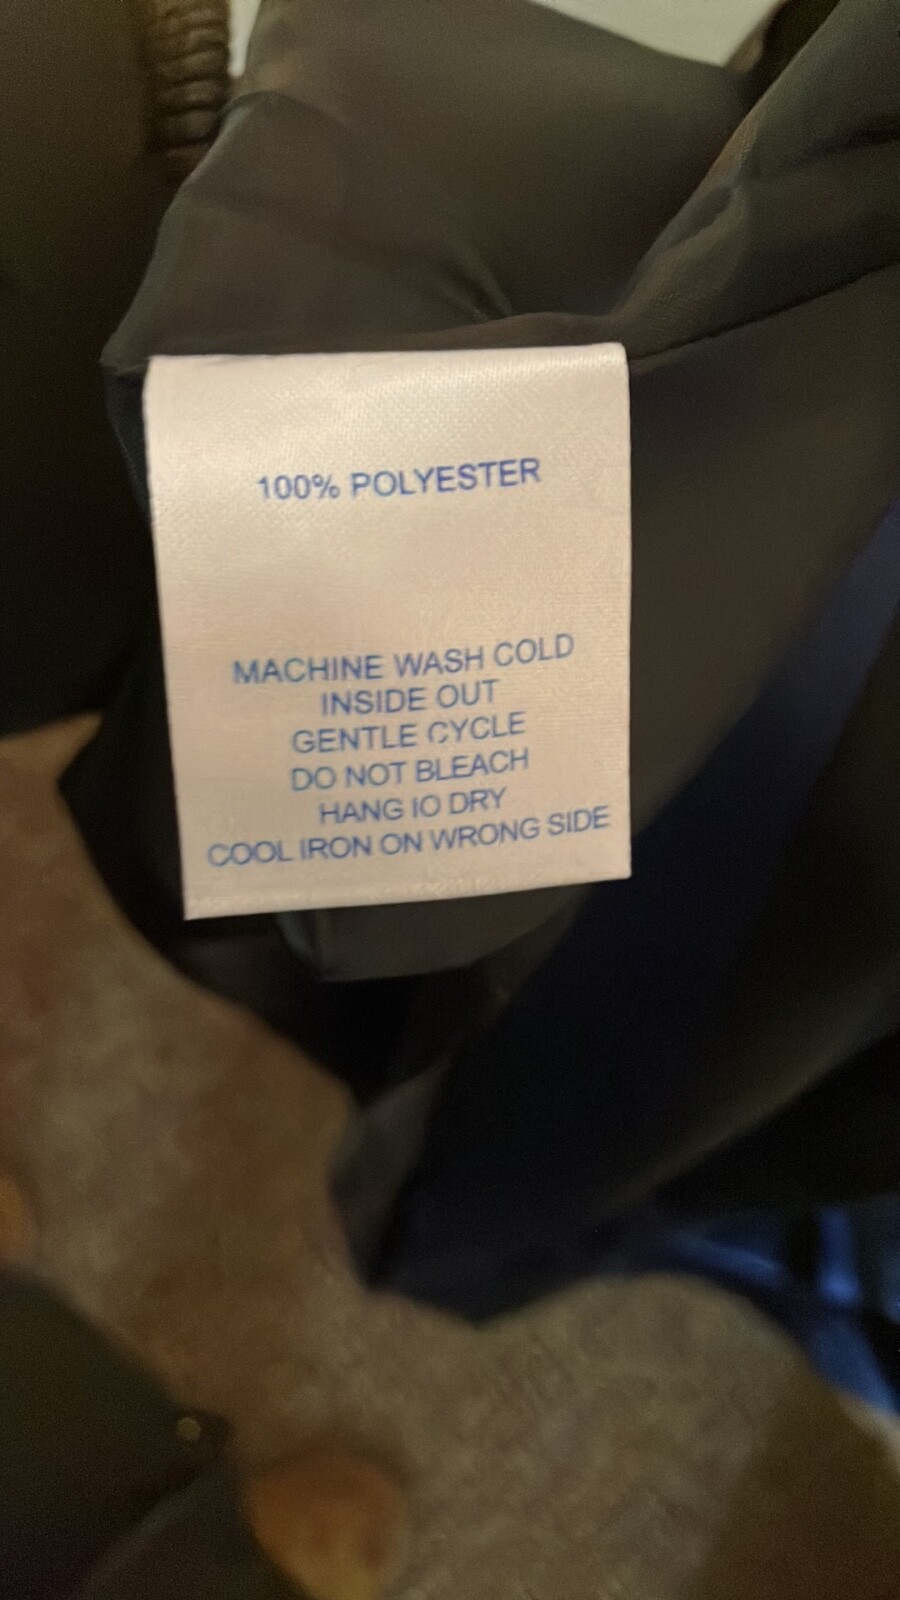 100% POLYESTER
MACHINE WASH COLD
INSIDE OUT
GENTLE CYCLE
DO NOT BLEACH
HANG IO DRY
COOL IRON ON WRONG SIDE